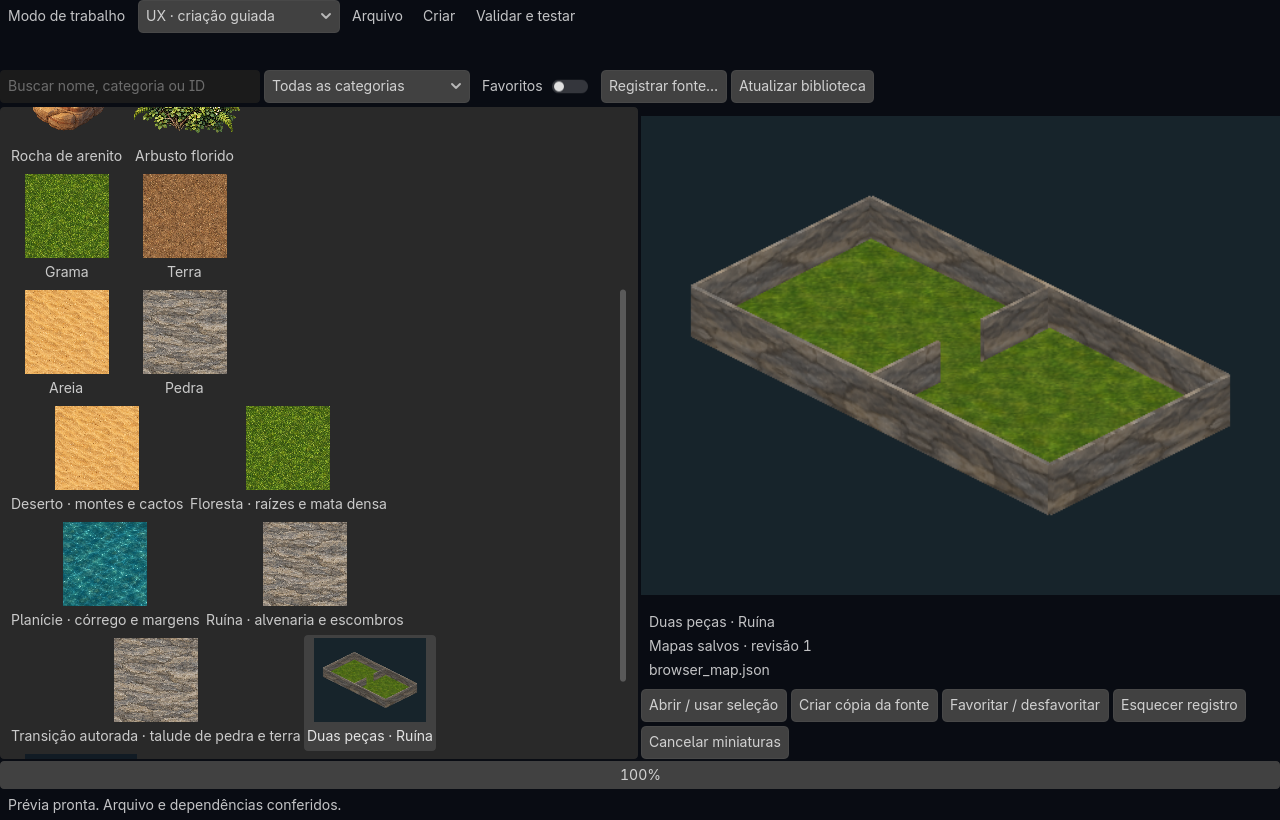 Modo de trabalho UX · criação guiada Arquivo Criar Validar e testar
Buscar nome, categoria ou ID Todas as categorias Favoritos Registrar fonte... Atualizar biblioteca
Rocha de arenito Arbusto florido
Grama Terra
Areia Pedra
Deserto · montes e cactos Floresta · raízes e mata densa
Planície · córrego e margens Ruína · alvenaria e escombros
Transição autorada · talude de pedra e terra Duas peças · Ruína
Duas peças · Ruína
Mapas salvos · revisão 1
browser_map.json
Abrir / usar seleção Criar cópia da fonte Favoritar / desfavoritar Esquecer registro
Cancelar miniaturas
100%
Prévia pronta. Arquivo e dependências conferidos.